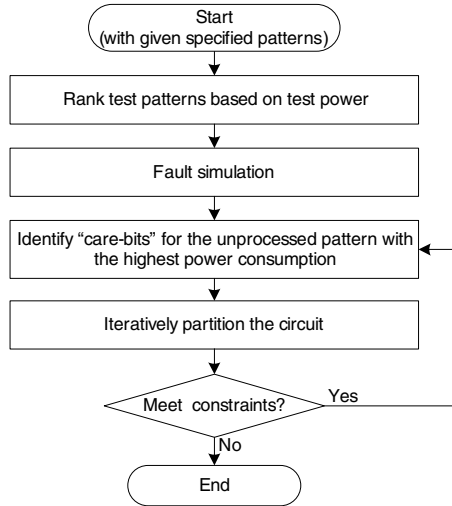 Start
(with given specified patterns)
Rank test patterns based on test power
Fault simulation
Identify “care-bits” for the unprocessed pattern with
the highest power consumption
Iteratively partition the circuit
Meet constraints?
Yes
No
End